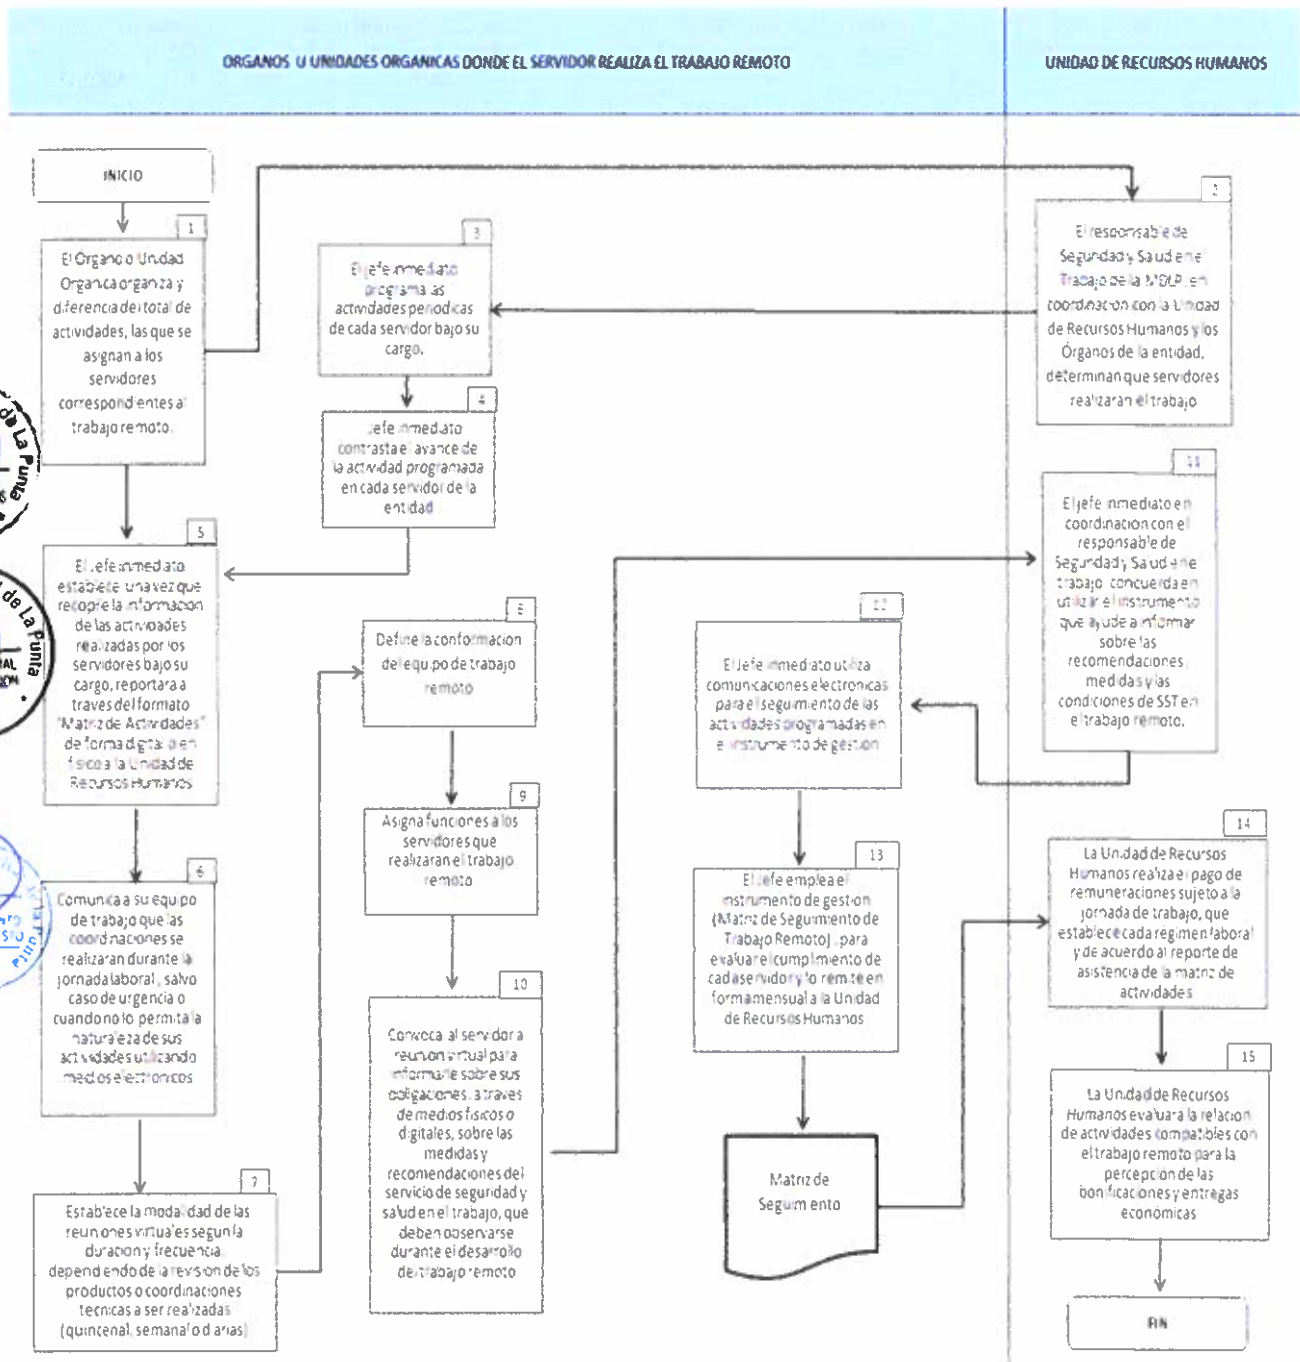 ORGANOS U UNIDADES ORGANICAS DONDE EL SERVIDOR REALIZA EL TRABAJO REMOTO
UNIDAD DE RECURSOS HUMANOS
INICIO
1
El Organo o Unidad
Organica organiza y
diferencia del total de
actividades, las que se
asignan a los
servidores
correspondientes al
trabajo remoto.
2
El responsable de
Seguridad y Salud en el
Trabajo de la MDLP, en
coordinación con la Unidad
de Recursos Humanos y los
Órganos de la entidad,
determinan que servidores
realizaran el trabajo
3
El jefe inmediato
programa las
actividades periodicas
de cada servidor bajo su
cargo.
4
Jefe inmediato
contrasta el avance de
la actividad programada
en cada servidor de la
entidad
5
El Jefe inmediato
establece una vez que
recopile la informacion
de las actividades
realizadas por los
servidores bajo su
cargo, reportara a
traves del formato
"Matriz de Actividades"
de forma digital o en
fisico a la Unidad de
Recursos Humanos
6
Comunica a su equipo
de trabajo que las
coordinaciones se
realizaran durante la
jornada laboral, salvo
caso de urgencia o
cuando no lo permita la
naturaleza de sus
actividades utilizando
medios electronicos
7
Establece la modalidad de las
reuniones virtuales segun la
duracion y frecuencia,
dependiendo de la revision de los
productos o coordinaciones
tecnicas a ser realizadas
(quincenal, semanal o diarias)
8
Define la conformacion
del equipo de trabajo
remoto
9
Asigna funciones a los
servidores que
realizaran el trabajo
remoto
10
Convoca al servidor a
reunion virtual para
informarle sobre sus
obligaciones, a traves
de medios fisicos o
digitales, sobre las
medidas y
recomendaciones del
servicio de seguridad y
salud en el trabajo, que
deben observarse
durante el desarrollo
del trabajo remoto
11
El jefe inmediato en
coordinacion con el
responsable de
Seguridad y Salud en el
trabajo, concuerda en
utilizar el instrumento
que ayude a informar
sobre las
recomendaciones,
medidas y las
condiciones de SST en
el trabajo remoto.
12
El Jefe inmediato utiliza
comunicaciones electronicas
para el seguimiento de las
actividades programadas en
el instrumento de gestión
13
El Jefe emplea el
instrumento de gestion
(Matriz de Seguimiento de
Trabajo Remoto), para
evaluar el cumplimiento de
cada servidor y lo remite en
forma mensual a la Unidad
de Recursos Humanos
Matriz de
Seguimiento
14
La Unidad de Recursos
Humanos realiza el pago de
remuneraciones sujeto a la
jornada de trabajo, que
establece cada regimen laboral
y de acuerdo al reporte de
asistencia de la matriz de
actividades
15
La Unidad de Recursos
Humanos evaluara la relacion
de actividades compatibles con
el trabajo remoto para la
percepción de las
bonificaciones y entregas
económicas
FIN
da La Punta
de La Punta